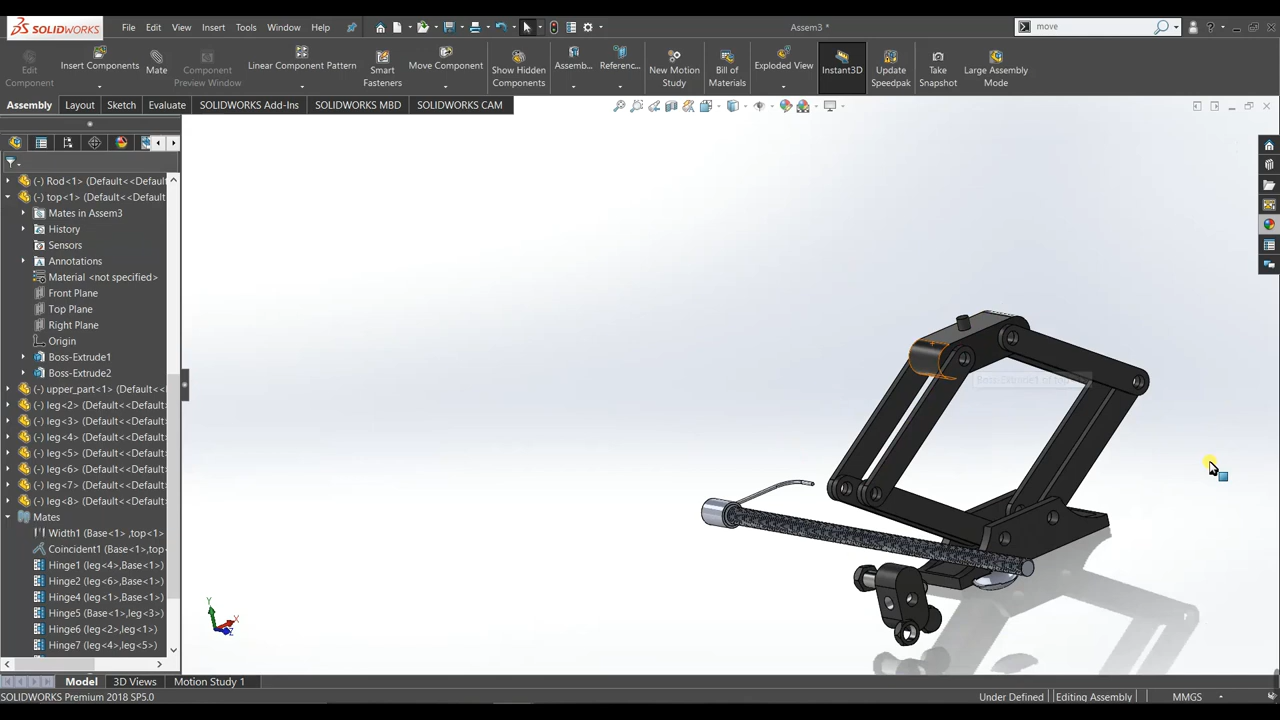 SOLIDWORKS File Edit View Insert Tools Window Help Assem3 * move
Edit Component
Insert Components
Mate
Component Preview Window
Linear Component Pattern
Smart Fasteners
Move Component
Show Hidden Components
Assemb...
Referenc...
New Motion Study
Bill of Materials
Exploded View
Instant3D
Update Speedpak
Take Snapshot
Large Assembly Mode
Assembly Layout Sketch Evaluate SOLIDWORKS Add-Ins SOLIDWORKS MBD SOLIDWORKS CAM
(-) Rod<1> (Default<<Default
(-) top<1> (Default<<Default
Mates in Assem3
History
Sensors
Annotations
Material <not specified>
Front Plane
Top Plane
Right Plane
Origin
Boss-Extrude1
Boss-Extrude2
(-) upper_part<1> (Default<<
(-) leg<2> (Default<<Default
(-) leg<3> (Default<<Default
(-) leg<4> (Default<<Default
(-) leg<5> (Default<<Default
(-) leg<6> (Default<<Default
(-) leg<7> (Default<<Default
(-) leg<8> (Default<<Default
Mates
Width1 (Base<1>,top<1>
Coincident1 (Base<1>,top
Hinge1 (leg<4>,Base<1>)
Hinge2 (leg<6>,Base<1>)
Hinge4 (leg<1>,Base<1>)
Hinge5 (Base<1>,leg<3>)
Hinge6 (leg<2>,leg<1>)
Hinge7 (leg<4>,leg<5>)
Y
X
Z
Model 3D Views Motion Study 1
SOLIDWORKS Premium 2018 SP5.0 Under Defined Editing Assembly MMGS